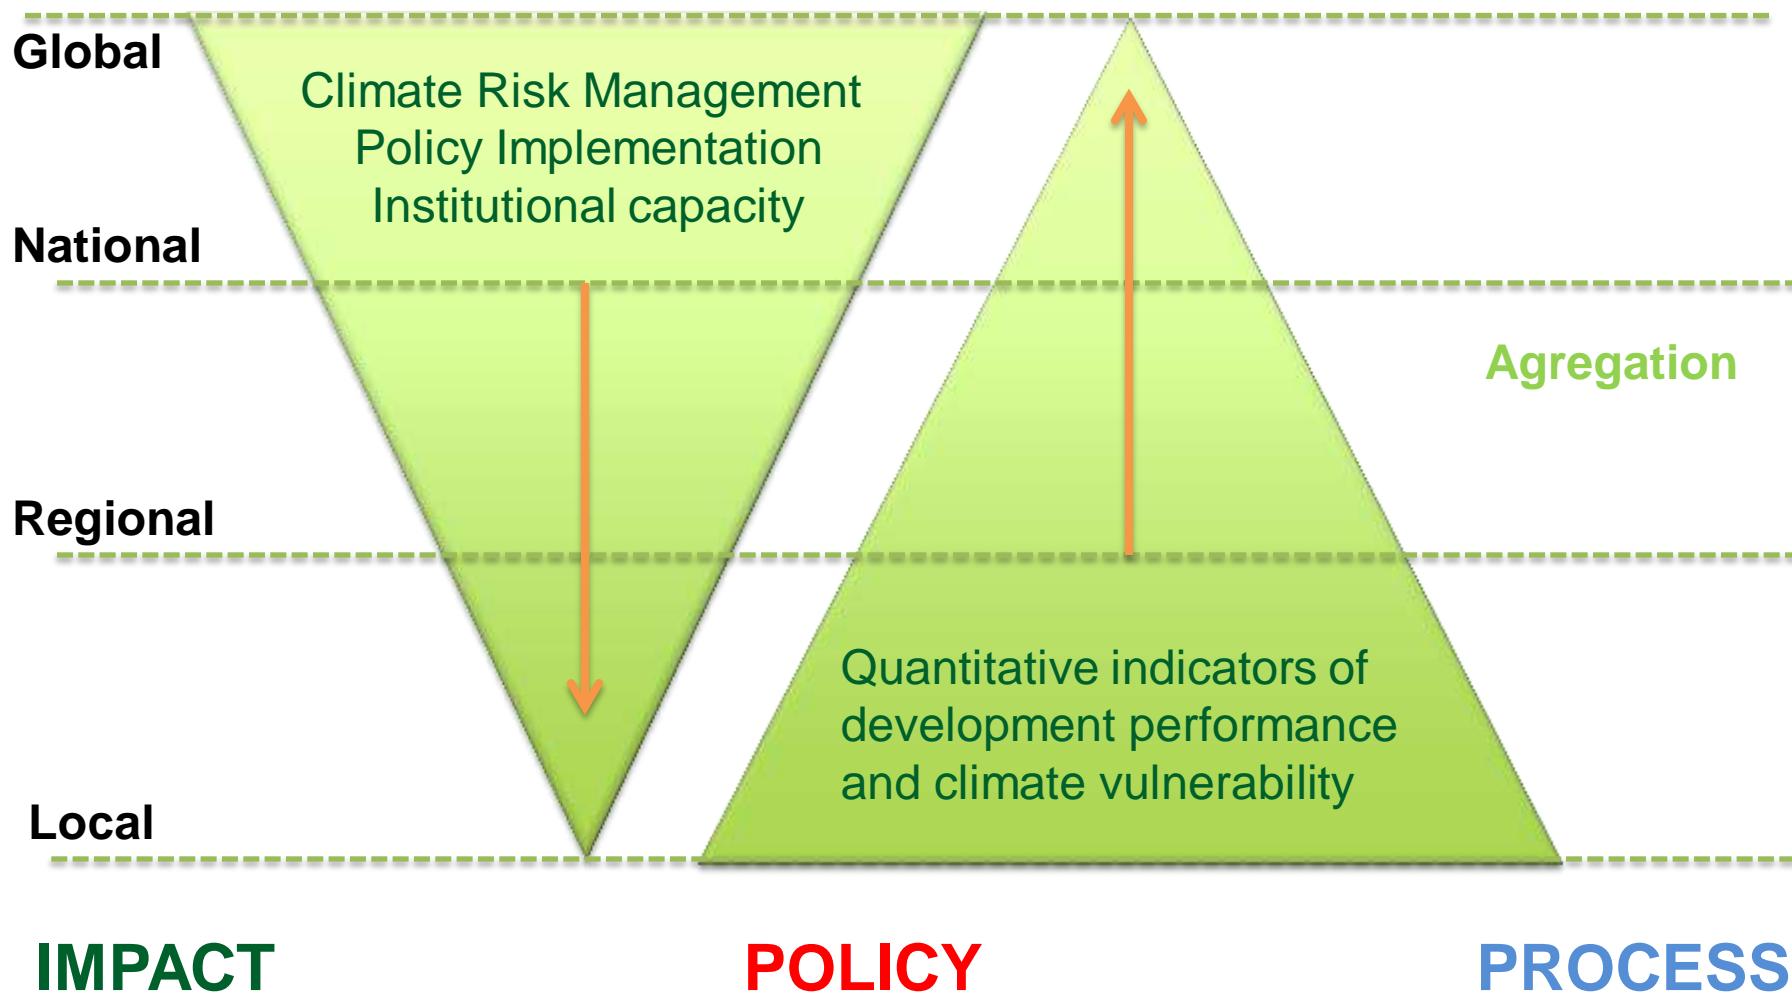 Global
Climate Risk Management
Policy Implementation
Institutional capacity
National
Agregation
Regional
Quantitative indicators of
development performance
and climate vulnerability
Local
IMPACT
POLICY
PROCESS